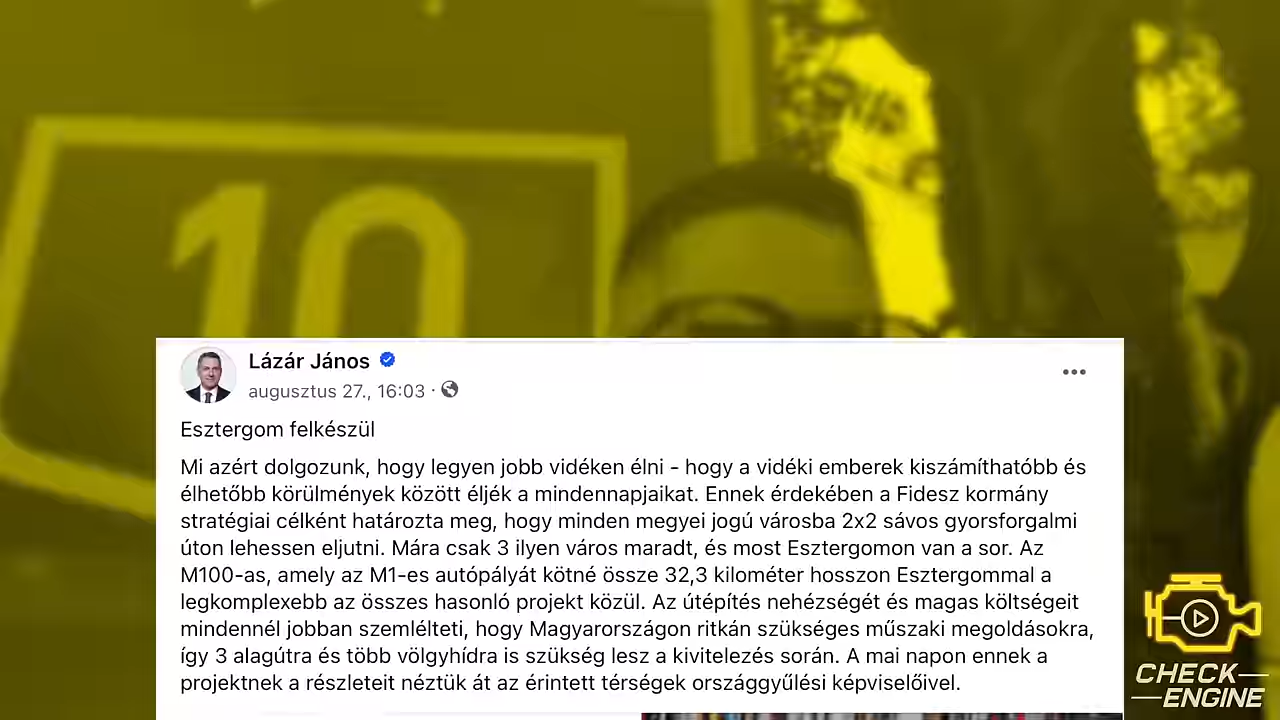 10
Lázár János
augusztus 27., 16:03 ·
Esztergom felkészül
Mi azért dolgozunk, hogy legyen jobb vidéken élni - hogy a vidéki emberek kiszámíthatóbb és
élhetőbb körülmények között éljék a mindennapjaikat. Ennek érdekében a Fidesz kormány
stratégiai célként határozta meg, hogy minden megyei jogú városba 2x2 sávos gyorsforgalmi
úton lehessen eljutni. Mára csak 3 ilyen város maradt, és most Esztergomon van a sor. Az
M100-as, amely az M1-es autópályát kötné össze 32,3 kilométer hosszon Esztergommal a
legkomplexebb az összes hasonló projekt közül. Az útépítés nehézségét és magas költségeit
mindennél jobban szemlélteti, hogy Magyarországon ritkán szükséges műszaki megoldásokra,
így 3 alagútra és több völgyhídra is szükség lesz a kivitelezés során. A mai napon ennek a
projektnek a részleteit néztük át az érintett térségek országgyűlési képviselőivel.
CHECK
ENGINE